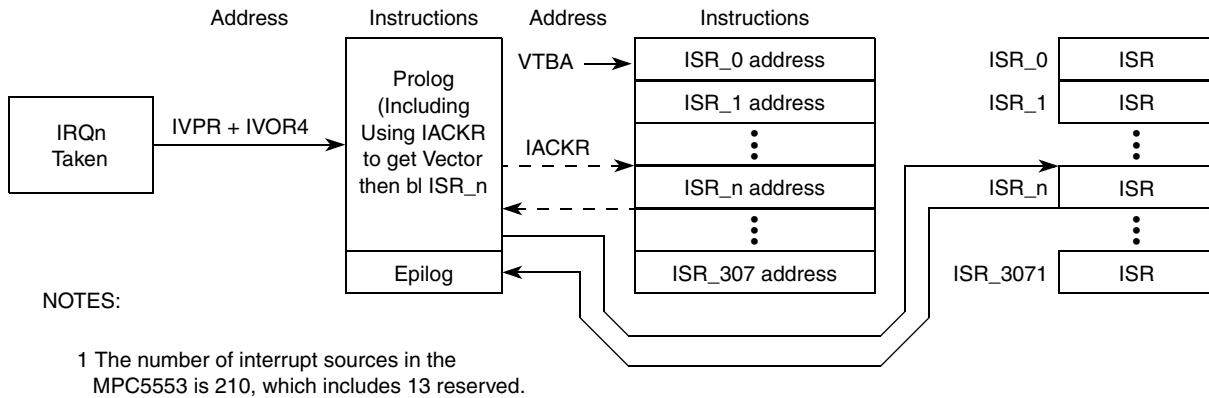 Address Instructions Address Instructions
IRQn
Taken
IVPR + IVOR4
Prolog
(Including
Using IACKR
to get Vector
then bl ISR_n
Epilog
VTBA
IACKR
ISR_0 address
ISR_1 address
ISR_n address
ISR_307 address
ISR_0 ISR
ISR_1 ISR
ISR_n ISR
ISR_3071 ISR
NOTES:
1 The number of interrupt sources in the
MPC5553 is 210, which includes 13 reserved.